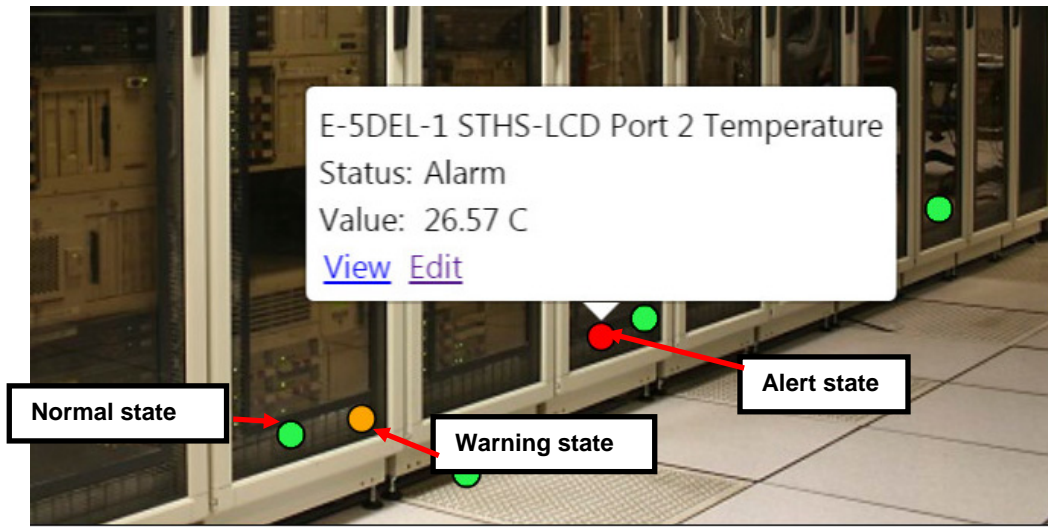 E-5DEL-1 STHS-LCD Port 2 Temperature
Status: Alarm
Value: 26.57 C
View Edit
Alert state
Normal state
Warning state